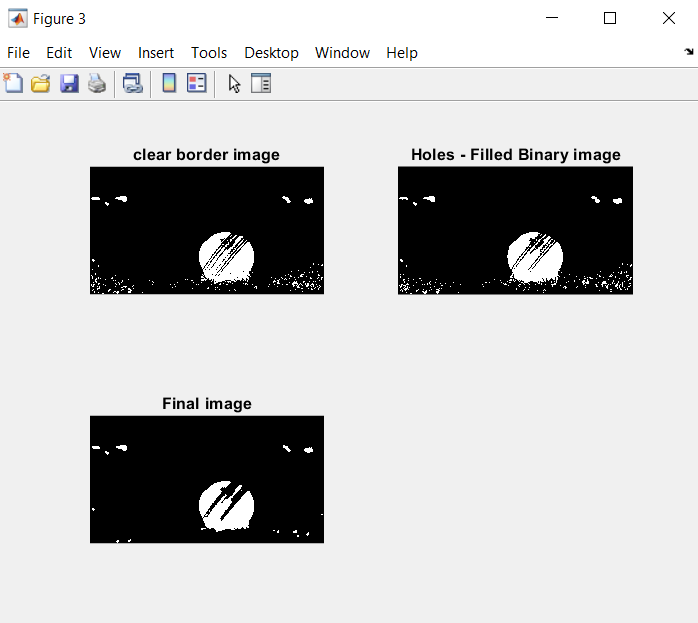 Figure 3
File Edit View Insert Tools Desktop Window Help
clear border image
Holes - Filled Binary image
Final image